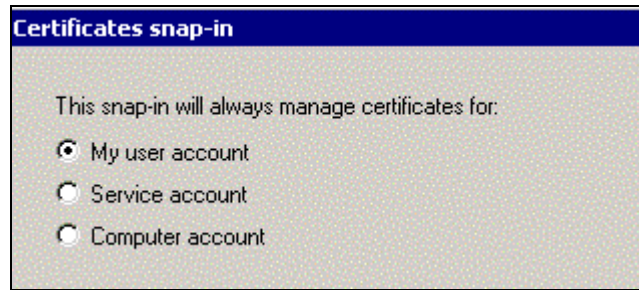 Certificates snap-in
This snap-in will always manage certificates for:
My user account
Service account
Computer account